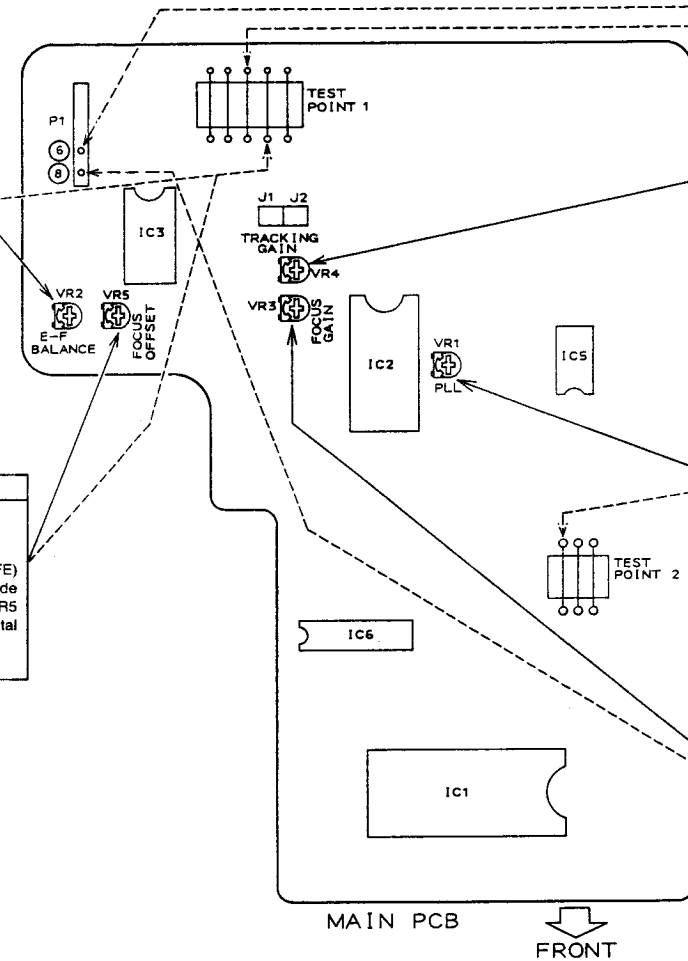 TEST
POINT 1
P1
6
8
J1 J2
IC3
TRACKING
GAIN
VR4
VR2
VR5
VR3
FOCUS
GAIN
FOCUS
OFFSET
E-F
BALANCE
IC2
VR1
PLL
IC5
FE)
de
R5
tal
TEST
POINT 2
IC6
IC1
MAIN PCB
FRONT